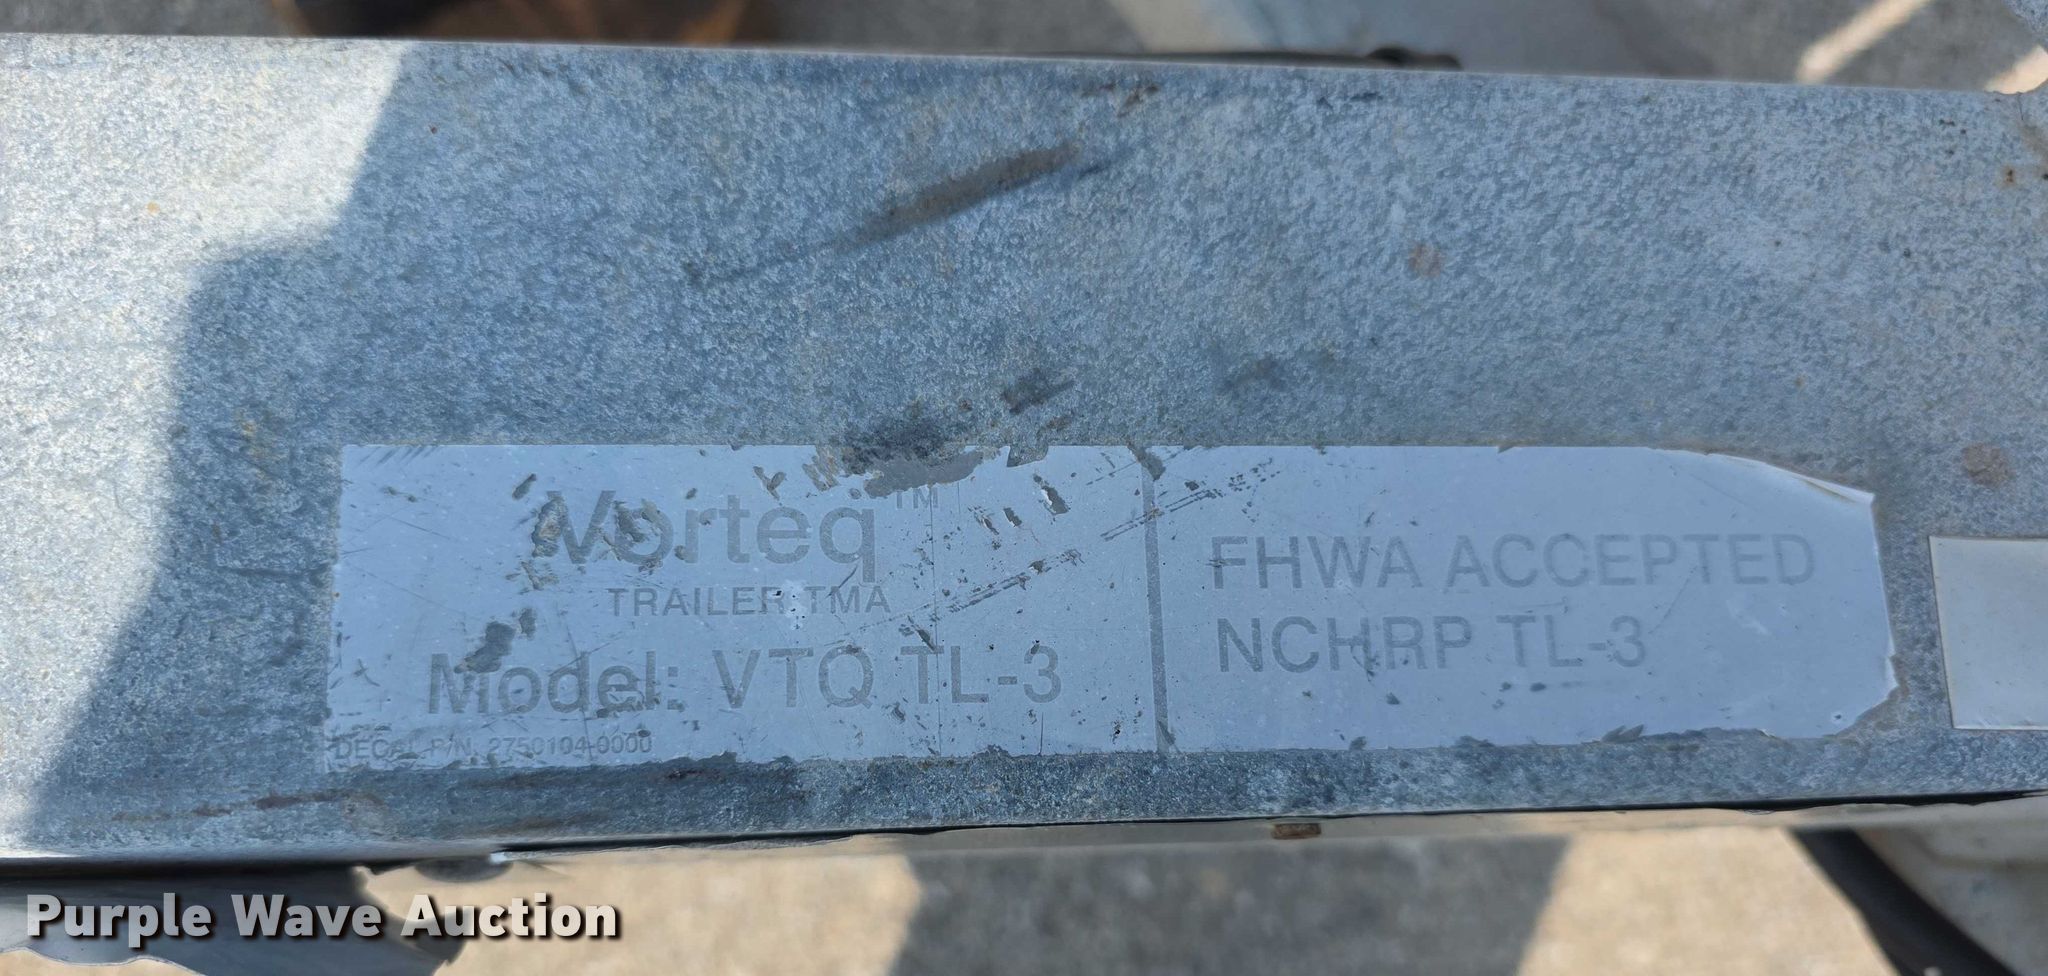 Vorteq™
TRAILER TMA
Model: VTQ TL-3
DECAL P/N. 2750104-0000
FHWA ACCEPTED
NCHRP TL-3
Purple Wave Auction